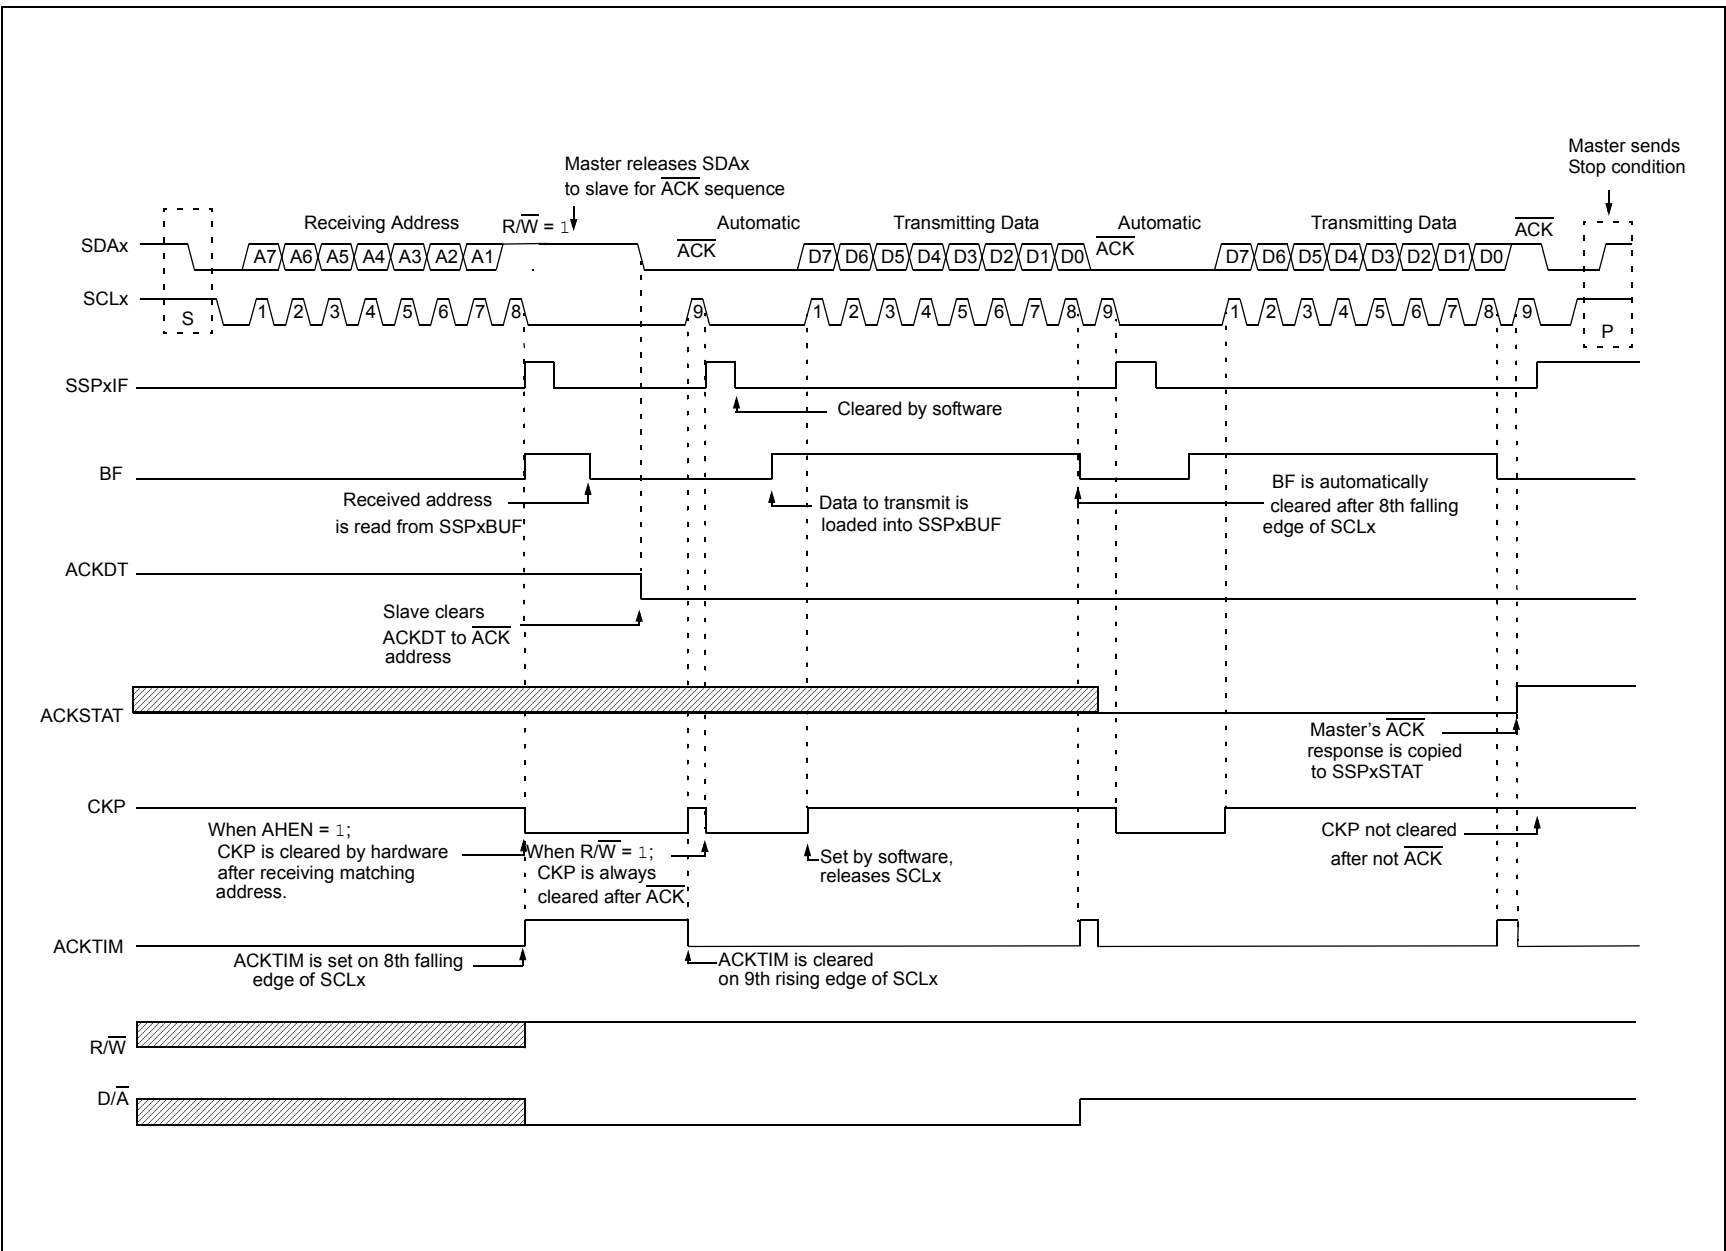 Master sends
Stop condition
Master releases SDAx
to slave for ACK sequence
Receiving Address
R/W = 1
Automatic
Transmitting Data
Automatic
Transmitting Data
ACK
SDAx
A7 A6 A5 A4 A3 A2 A1
ACK
D7 D6 D5 D4 D3 D2 D1 D0
ACK
D7 D6 D5 D4 D3 D2 D1 D0
SCLx
S
1 2 3 4 5 6 7 8
9
1 2 3 4 5 6 7 8 9
1 2 3 4 5 6 7 8 9
P
SSPxIF
Cleared by software
BF
Received address
is read from SSPxBUF
Data to transmit is
loaded into SSPxBUF
BF is automatically
cleared after 8th falling
edge of SCLx
ACKDT
Slave clears
ACKDT to ACK
address
ACKSTAT
Master's ACK
response is copied
to SSPxSTAT
CKP
When AHEN = 1;
CKP is cleared by hardware
after receiving matching
address.
When R/W = 1;
CKP is always
cleared after ACK
Set by software,
releases SCLx
CKP not cleared
after not ACK
ACKTIM
ACKTIM is set on 8th falling
edge of SCLx
ACKTIM is cleared
on 9th rising edge of SCLx
R/W
D/A